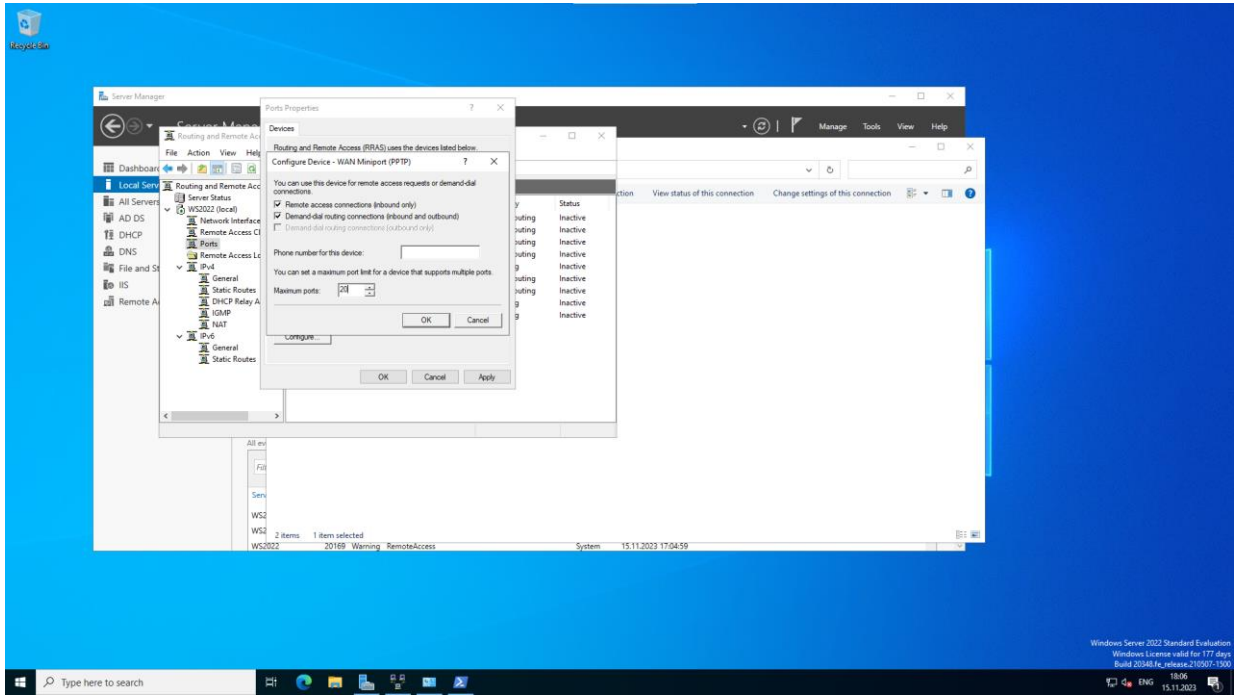 Recycle Bin
Server Manager
Manage Tools View Help
Dashboard
Local Serv
All Servers
AD DS
DHCP
DNS
File and St
IIS
Remote A
Routing and Remote Acc
File Action View Help
Routing and Remote Acc
Server Status
WS2022 (local)
Network Interface
Remote Access Cl
Ports
Remote Access Lo
IPv4
General
Static Routes
DHCP Relay A
IGMP
NAT
IPv6
General
Static Routes
Ports Properties
Devices
Routing and Remote Access (RRAS) uses the devices listed below.
Configure Device - WAN Miniport (PPTP)
You can use this device for remote access requests or demand-dial
connections.
Remote access connections (inbound only)
Demand-dial routing connections (inbound and outbound)
Demand-dial routing connections (outbound only)
Phone number for this device:
You can set a maximum port limit for a device that supports multiple ports.
Maximum ports: 20
OK Cancel
Configure...
OK Cancel Apply
Status
Inactive
Inactive
Inactive
Inactive
Inactive
Inactive
Inactive
Inactive
Inactive
ction View status of this connection Change settings of this connection
2 items 1 item selected
All eve
Filt
Serv
WS2
WS2
WS2022 20169 Warning RemoteAccess System 15.11.2023 17:04:59
Windows Server 2022 Standard Evaluation
Windows License valid for 177 days
Build 20348.fe_release.210507-1500
Type here to search
ENG
18:06
15.11.2023